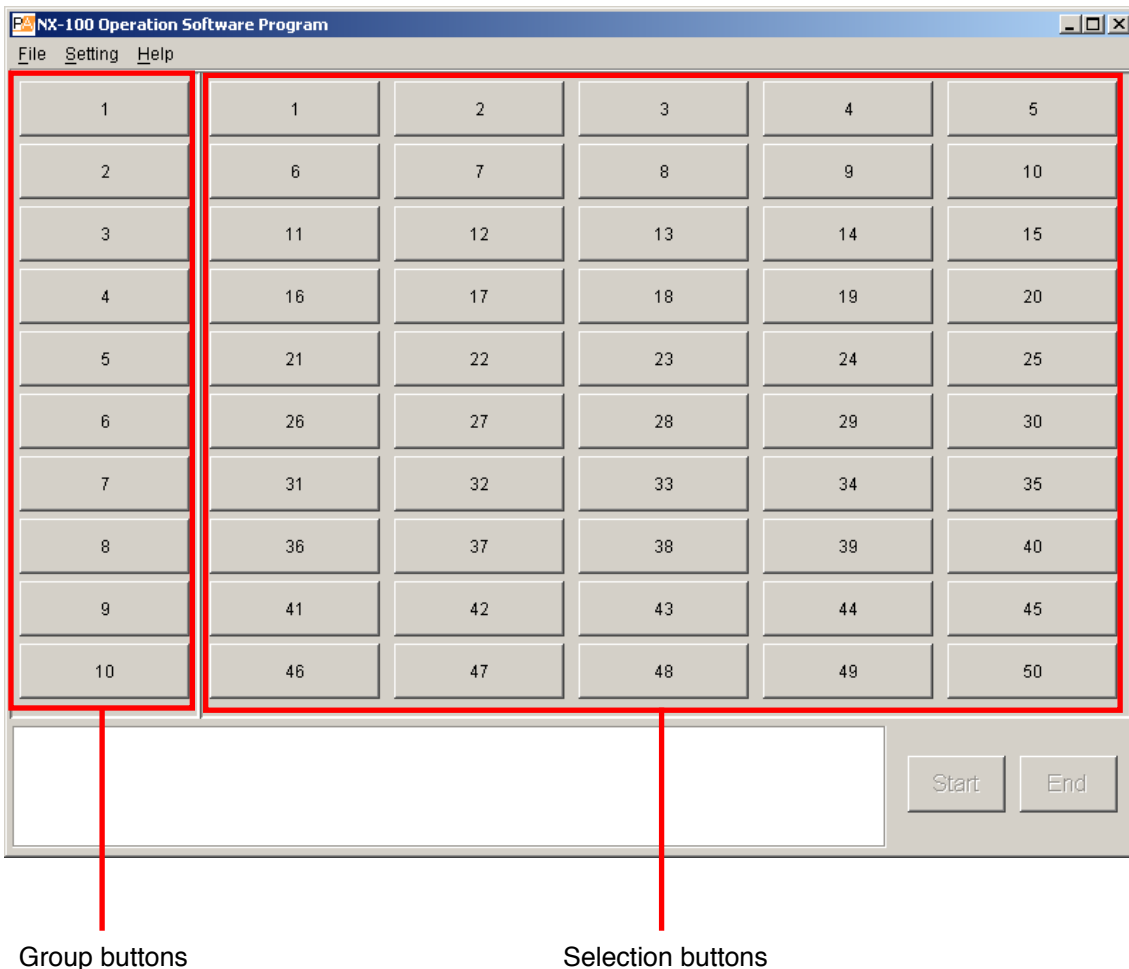 PA NX-100 Operation Software Program
File Setting Help
1 1 2 3 4 5
2 6 7 8 9 10
3 11 12 13 14 15
4 16 17 18 19 20
5 21 22 23 24 25
6 26 27 28 29 30
7 31 32 33 34 35
8 36 37 38 39 40
9 41 42 43 44 45
10 46 47 48 49 50
Start End
Group buttons Selection buttons